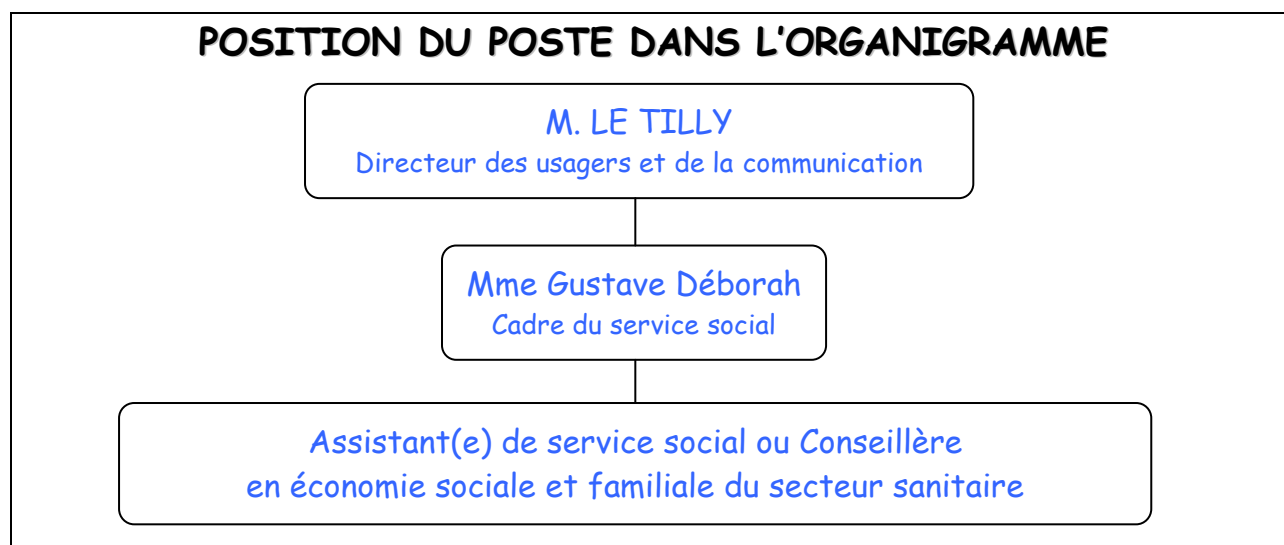 POSITION DU POSTE DANS L'ORGANIGRAMME
M. LE TILLY
Directeur des usagers et de la communication
Mme Gustave Déborah
Cadre du service social
Assistant(e) de service social ou Conseillère
en économie sociale et familiale du secteur sanitaire